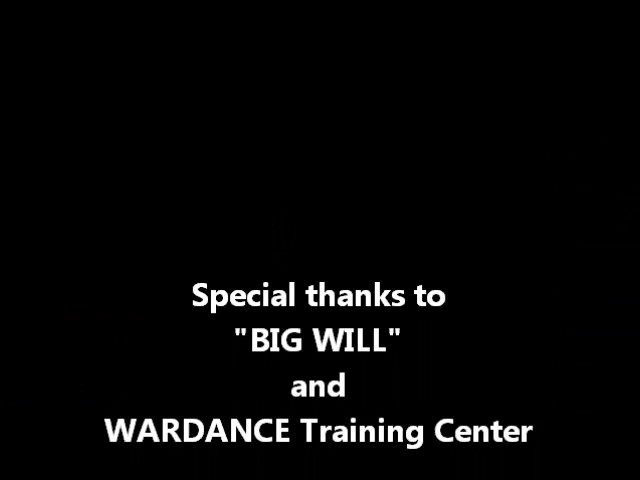 Special thanks to
"BIG WILL"
and
WARDANCE Training Center